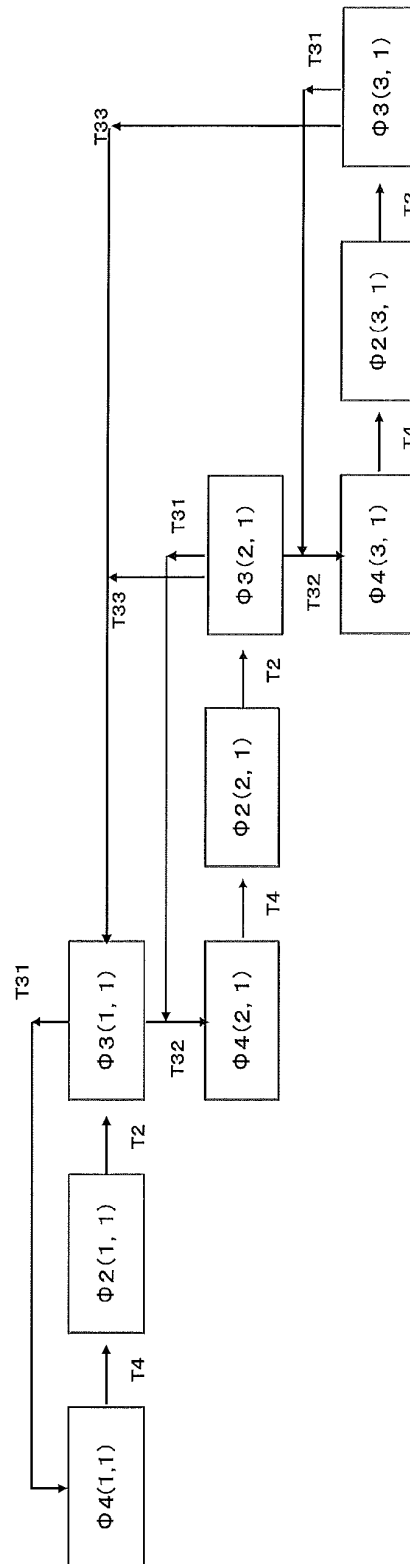 T31
T33
Φ4(1,1)
Φ2(1, 1)
Φ3(1, 1)
T33
T4
T2
T32
T31
Φ4(2, 1)
Φ2(2, 1)
Φ3(2, 1)
T4
T2
T32
T31
Φ4(3, 1)
Φ2(3, 1)
Φ3(3, 1)
T4